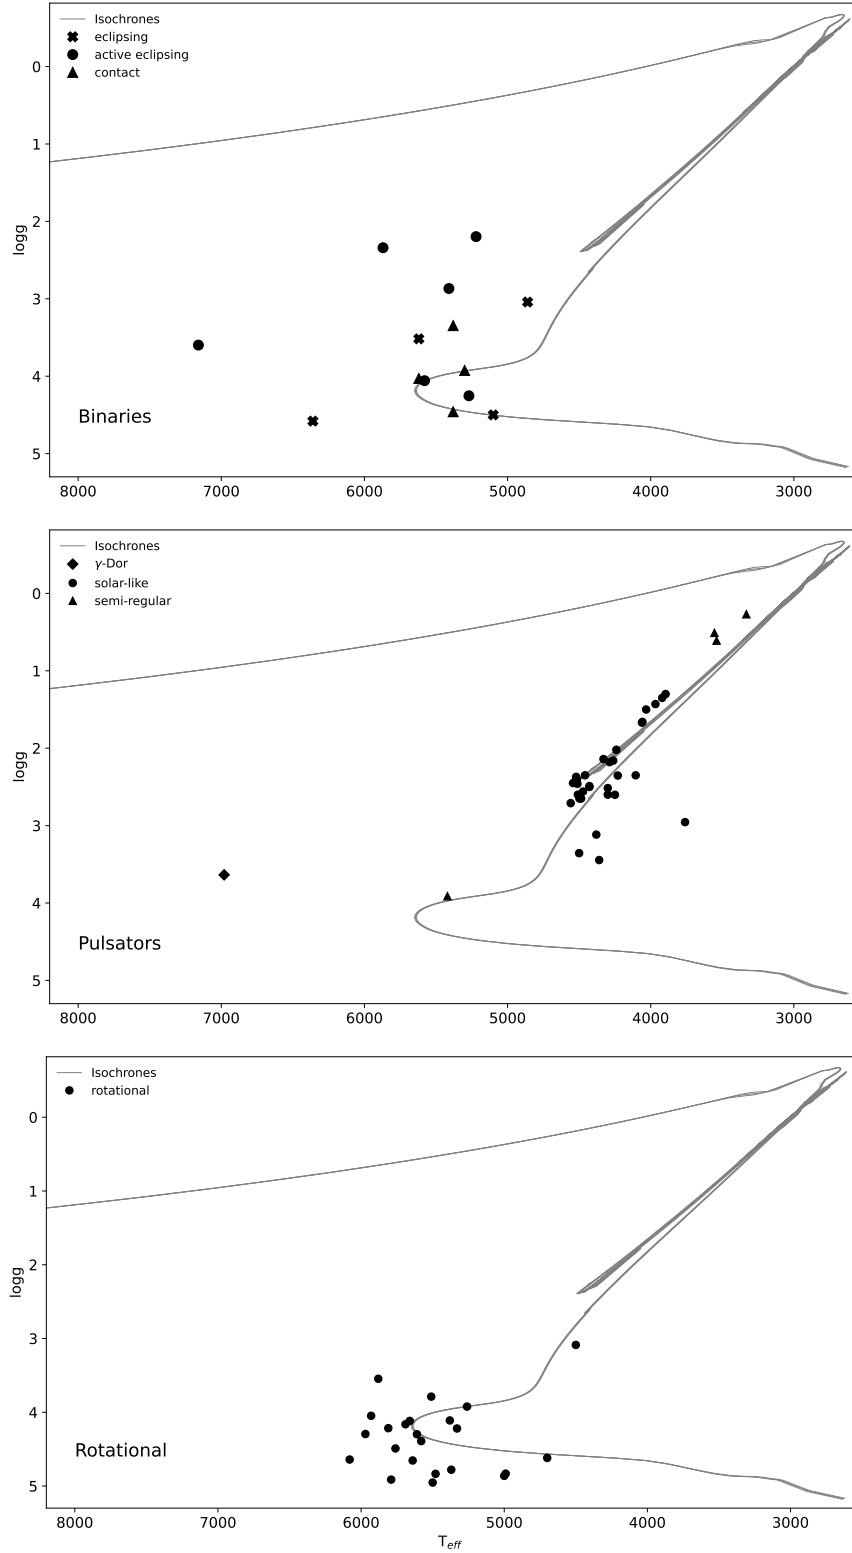 Isochrones
eclipsing
active eclipsing
contact
0
1
2
3
4
5
logg
Binaries
8000 7000 6000 5000 4000 3000
Isochrones
γ-Dor
solar-like
semi-regular
0
1
2
3
4
5
logg
Pulsators
8000 7000 6000 5000 4000 3000
Isochrones
rotational
0
1
2
3
4
5
logg
Rotational
8000 7000 6000 5000 4000 3000
T_eff